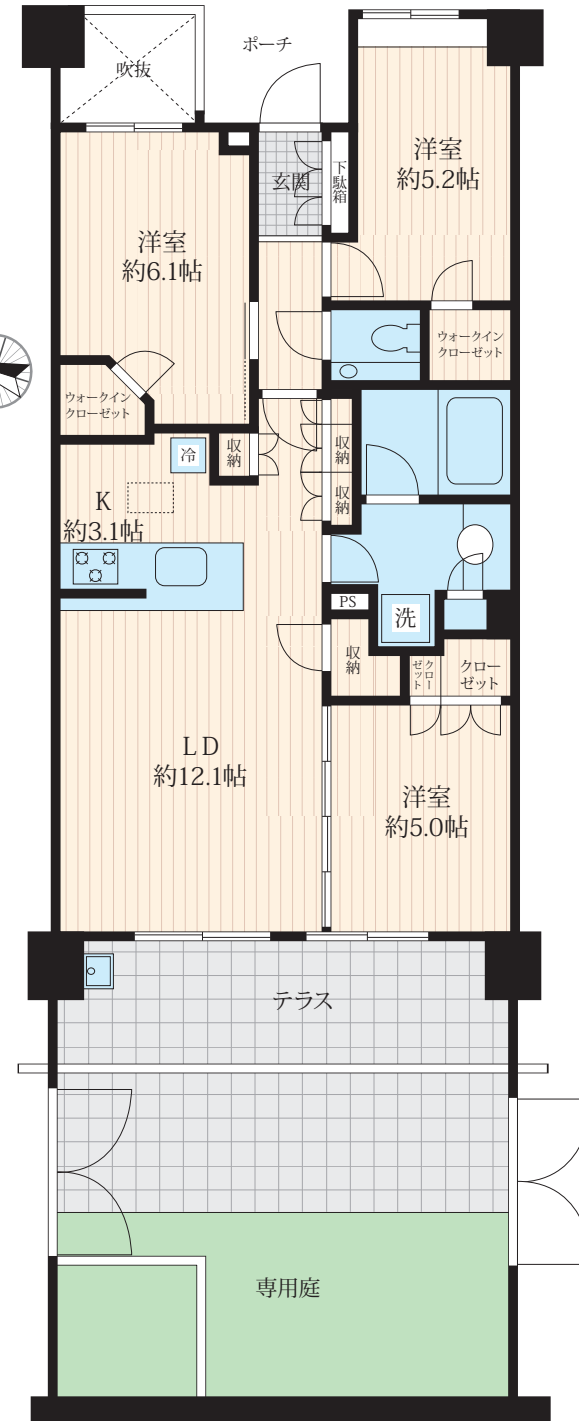 ポーチ
吹抜
洋室
約5.2帖
玄関
下駄箱
洋室
約6.1帖
ウォークイン
クローゼット
ウォークイン
クローゼット
冷
収納
収納
収納
K
約3.1帖
PS
洗
収納
クロー
ゼット
クロー
ゼット
LD
約12.1帖
洋室
約5.0帖
テラス
専用庭